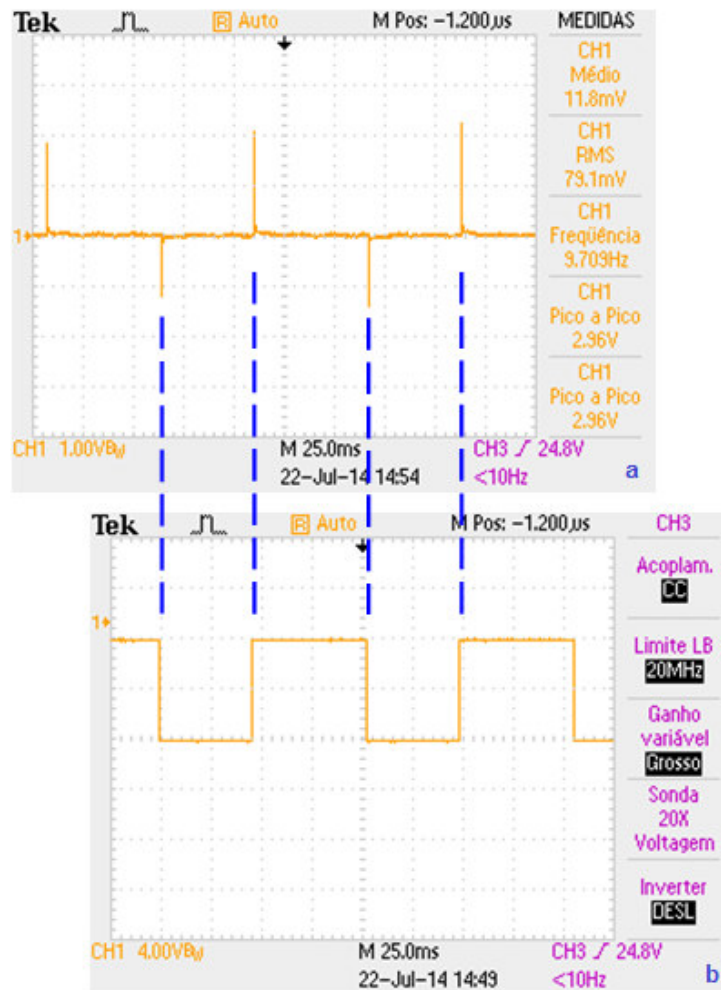 Tek
R Auto
M Pos: -1.200µs
MEDIDAS
CH1
Médio
11.8mV
CH1
RMS
79.1mV
CH1
Freqüência
9.709Hz
CH1
Pico a Pico
2.96V
CH1
Pico a Pico
2.96V
1
CH1 1.00VBW
M 25.0ms
CH3 24.8V
22-Jul-14 14:54
<10Hz
a
Tek
R Auto
M Pos: -1.200µs
CH3
Acoplam.
CC
Limite LB
20MHz
Ganho
variável
Grosso
Sonda
20X
Voltagem
Inverter
DESL
1
CH1 4.00VBW
M 25.0ms
CH3 24.8V
22-Jul-14 14:49
<10Hz
b